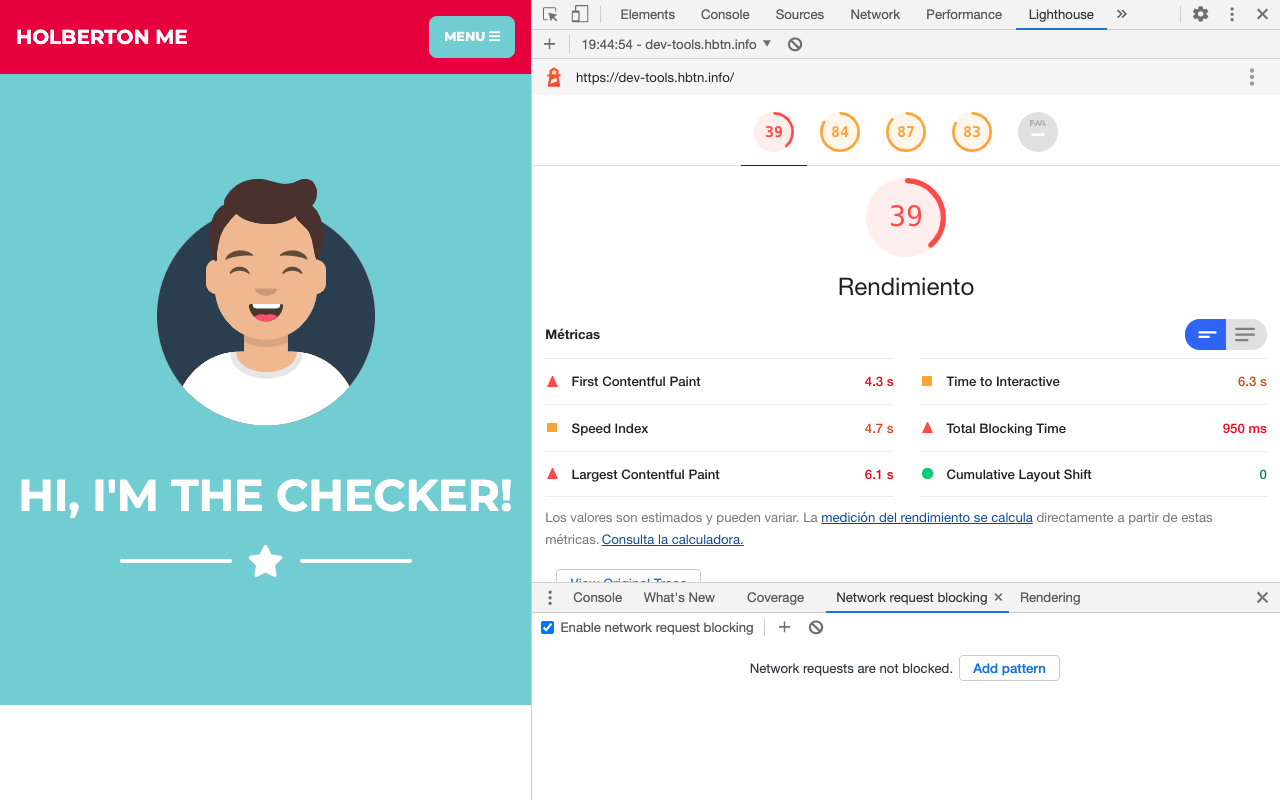 HOLBERTON ME
MENU
HI, I'M THE CHECKER!
Elements Console Sources Network Performance Lighthouse
19:44:54 - dev-tools.hbtn.info
https://dev-tools.hbtn.info/
39 84 87 83 PWA
39
Rendimiento
Métricas
First Contentful Paint 4.3 s Time to Interactive 6.3 s
Speed Index 4.7 s Total Blocking Time 950 ms
Largest Contentful Paint 6.1 s Cumulative Layout Shift 0
Los valores son estimados y pueden variar. La medición del rendimiento se calcula directamente a partir de estas
métricas. Consulta la calculadora.
View Original Trace
Console What's New Coverage Network request blocking Rendering
Enable network request blocking
Network requests are not blocked. Add pattern